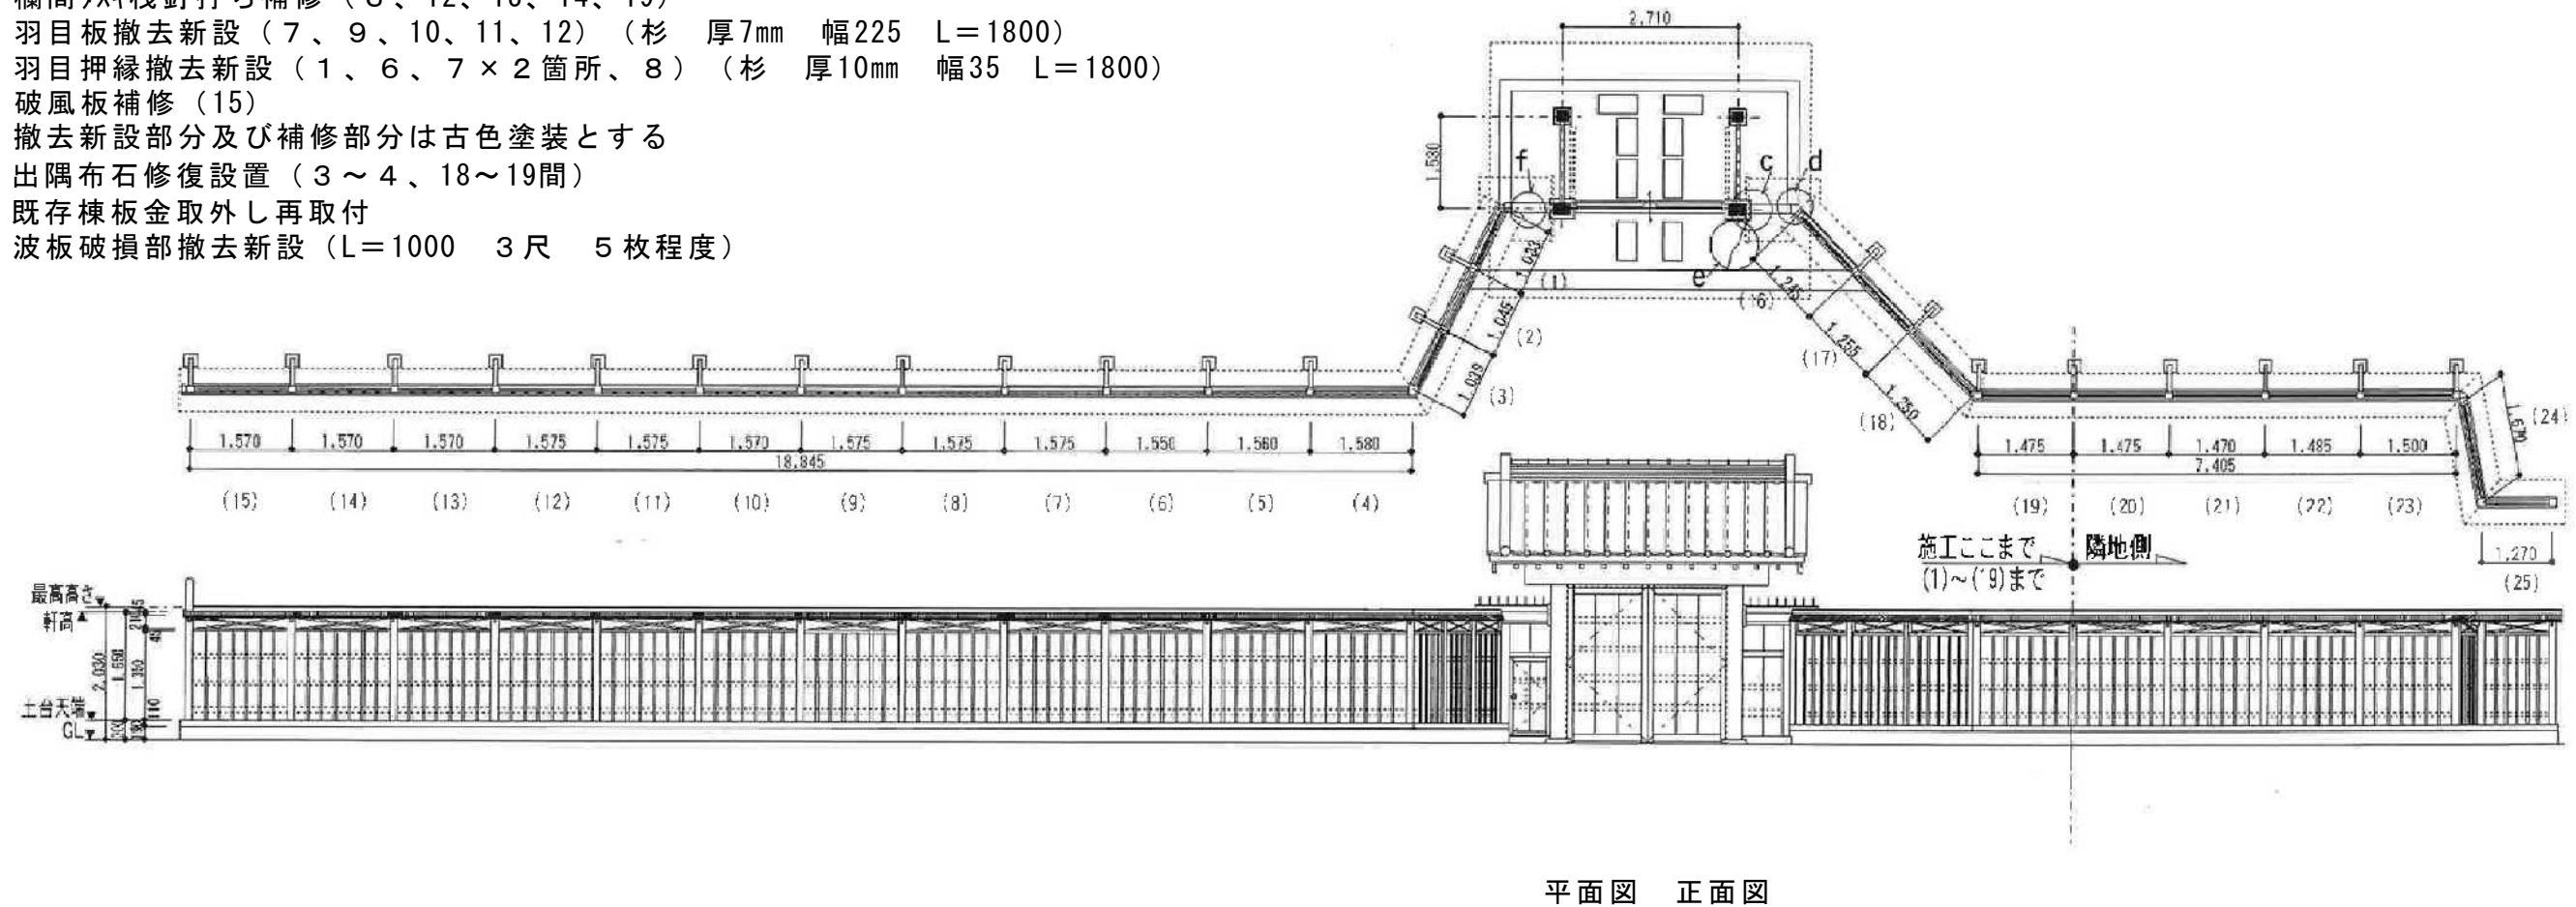 羽目板撤去新設（７、９、10、11、12）（杉　厚7mm　幅225　L＝1800）
羽目押縁撤去新設（１、６、７×２箇所、８）（杉　厚10mm　幅35　L＝1800）
破風板補修（15）
撤去新設部分及び補修部分は古色塗装とする
出隅布石修復設置（３～４、18～19間）
既存棟板金取外し再取付
波板破損部撤去新設（L＝1000　３尺　５枚程度）
2.710
1.530
f
c
d
e
1.033
(1)
1.045
(2)
1.038
(3)
1.245
1.255
(17)
1.250
(18)
1.570 1.570 1.570 1.575 1.575 1.570 1.575 1.575 1.575 1.550 1.560 1.580
18.845
(15) (14) (13) (12) (11) (10) (9) (8) (7) (6) (5) (4)
1.475 1.475 1.470 1.485 1.500
7.405
(19) (20) (21) (22) (23)
1.670
(24)
1.270
(25)
施工ここまで
隣地側
最高高さ
軒高
2.030
1.350
土台天端
GL
平面図　正面図